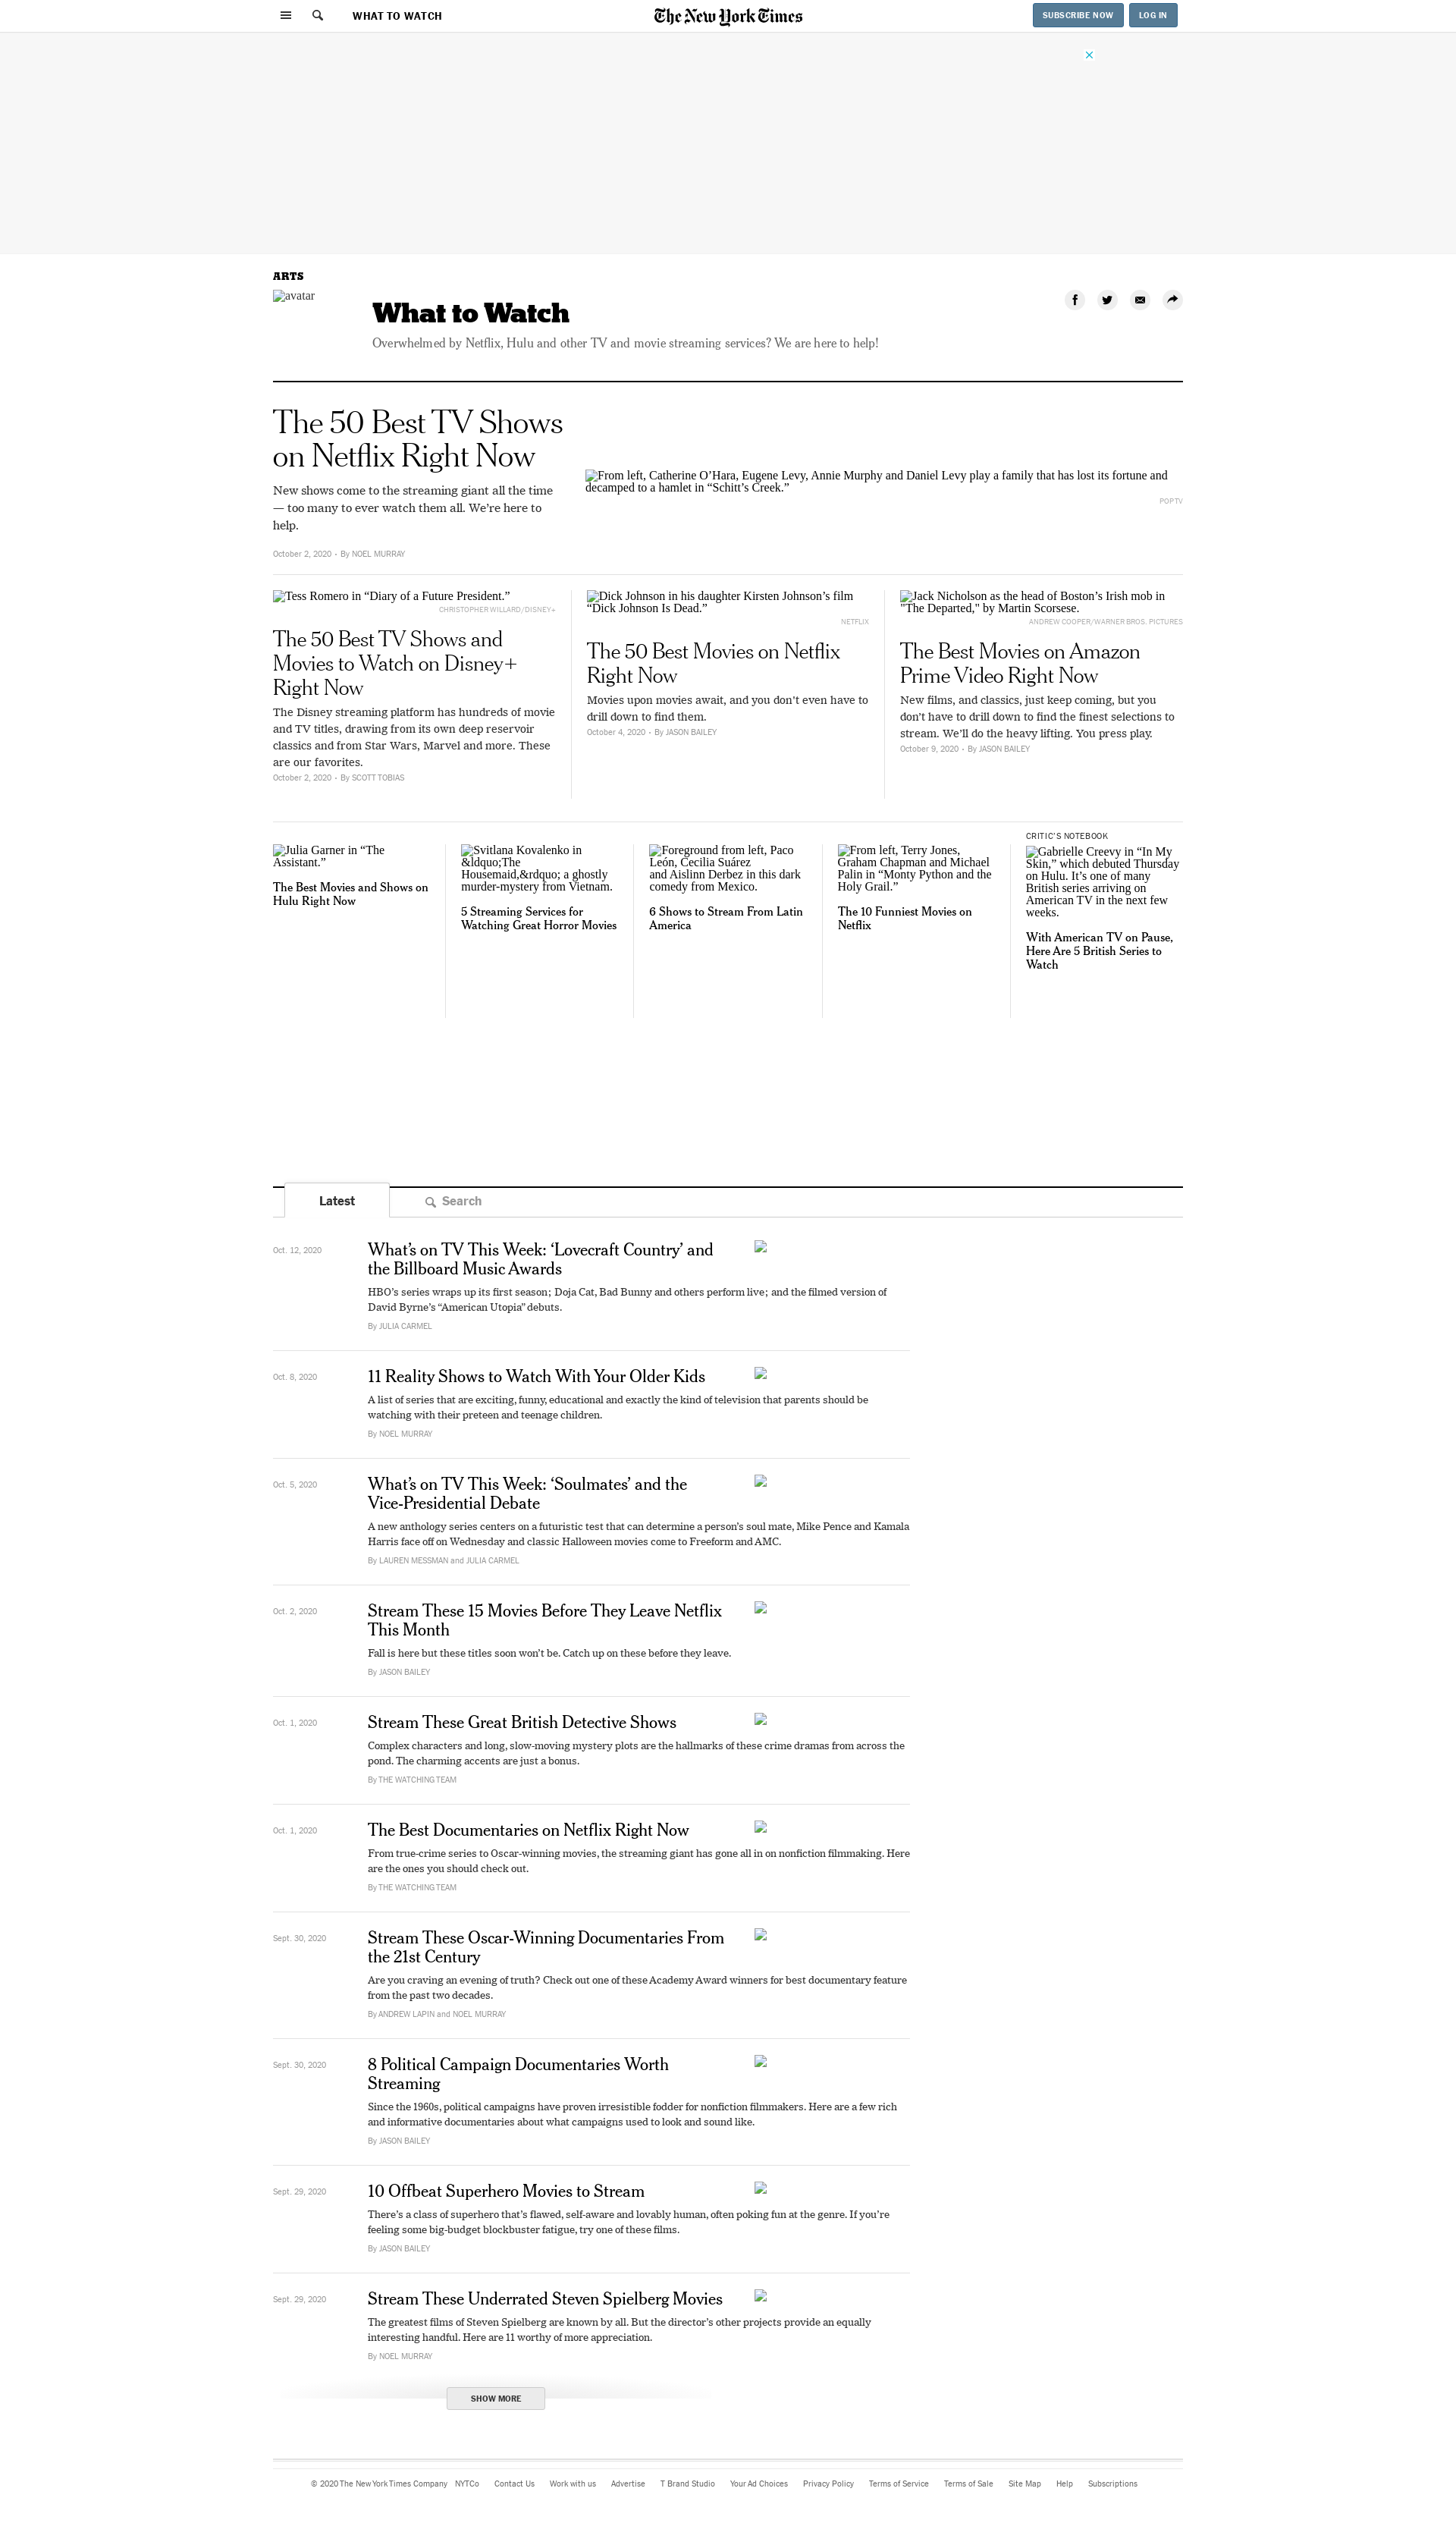 WHAT TO WATCH
The New York Times
SUBSCRIBE NOW
LOG IN
ARTS
avatar
What to Watch
Overwhelmed by Netflix, Hulu and other TV and movie streaming services? We are here to help!
The 50 Best TV Shows
on Netflix Right Now
New shows come to the streaming giant all the time
— too many to ever watch them all. We’re here to
help.
October 2, 2020 - By NOEL MURRAY
From left, Catherine O’Hara, Eugene Levy, Annie Murphy and Daniel Levy play a family that has lost its fortune and
decamped to a hamlet in “Schitt’s Creek.”
POP TV
Tess Romero in “Diary of a Future President.”
CHRISTOPHER WILLARD/DISNEY+
The 50 Best TV Shows and
Movies to Watch on Disney+
Right Now
The Disney streaming platform has hundreds of movie
and TV titles, drawing from its own deep reservoir
classics and from Star Wars, Marvel and more. These
are our favorites.
October 2, 2020 - By SCOTT TOBIAS
Dick Johnson in his daughter Kirsten Johnson’s film
“Dick Johnson Is Dead.”
NETFLIX
The 50 Best Movies on Netflix
Right Now
Movies upon movies await, and you don't even have to
drill down to find them.
October 4, 2020 - By JASON BAILEY
Jack Nicholson as the head of Boston’s Irish mob in
"The Departed," by Martin Scorsese.
ANDREW COOPER/WARNER BROS. PICTURES
The Best Movies on Amazon
Prime Video Right Now
New films, and classics, just keep coming, but you
don’t have to drill down to find the finest selections to
stream. We’ll do the heavy lifting. You press play.
October 9, 2020 - By JASON BAILEY
Julia Garner in “The
Assistant.”
The Best Movies and Shows on
Hulu Right Now
Svitlana Kovalenko in
&ldquo;The
Housemaid,&rdquo; a ghostly
murder-mystery from Vietnam.
5 Streaming Services for
Watching Great Horror Movies
Foreground from left, Paco
León, Cecilia Suárez
and Aislinn Derbez in this dark
comedy from Mexico.
6 Shows to Stream From Latin
America
From left, Terry Jones,
Graham Chapman and Michael
Palin in “Monty Python and the
Holy Grail.”
The 10 Funniest Movies on
Netflix
CRITIC’S NOTEBOOK
Gabrielle Creevy in “In My
Skin,” which debuted Thursday
on Hulu. It’s one of many
British series arriving on
American TV in the next few
weeks.
With American TV on Pause,
Here Are 5 British Series to
Watch
Latest
Search
Oct. 12, 2020
What’s on TV This Week: ‘Lovecraft Country’ and
the Billboard Music Awards
HBO’s series wraps up its first season; Doja Cat, Bad Bunny and others perform live; and the filmed version of
David Byrne’s “American Utopia” debuts.
By JULIA CARMEL
Oct. 8, 2020
11 Reality Shows to Watch With Your Older Kids
A list of series that are exciting, funny, educational and exactly the kind of television that parents should be
watching with their preteen and teenage children.
By NOEL MURRAY
Oct. 5, 2020
What’s on TV This Week: ‘Soulmates’ and the
Vice-Presidential Debate
A new anthology series centers on a futuristic test that can determine a person’s soul mate, Mike Pence and Kamala
Harris face off on Wednesday and classic Halloween movies come to Freeform and AMC.
By LAUREN MESSMAN and JULIA CARMEL
Oct. 2, 2020
Stream These 15 Movies Before They Leave Netflix
This Month
Fall is here but these titles soon won’t be. Catch up on these before they leave.
By JASON BAILEY
Oct. 1, 2020
Stream These Great British Detective Shows
Complex characters and long, slow-moving mystery plots are the hallmarks of these crime dramas from across the
pond. The charming accents are just a bonus.
By THE WATCHING TEAM
Oct. 1, 2020
The Best Documentaries on Netflix Right Now
From true-crime series to Oscar-winning movies, the streaming giant has gone all in on nonfiction filmmaking. Here
are the ones you should check out.
By THE WATCHING TEAM
Sept. 30, 2020
Stream These Oscar-Winning Documentaries From
the 21st Century
Are you craving an evening of truth? Check out one of these Academy Award winners for best documentary feature
from the past two decades.
By ANDREW LAPIN and NOEL MURRAY
Sept. 30, 2020
8 Political Campaign Documentaries Worth
Streaming
Since the 1960s, political campaigns have proven irresistible fodder for nonfiction filmmakers. Here are a few rich
and informative documentaries about what campaigns used to look and sound like.
By JASON BAILEY
Sept. 29, 2020
10 Offbeat Superhero Movies to Stream
There’s a class of superhero that’s flawed, self-aware and lovably human, often poking fun at the genre. If you’re
feeling some big-budget blockbuster fatigue, try one of these films.
By JASON BAILEY
Sept. 29, 2020
Stream These Underrated Steven Spielberg Movies
The greatest films of Steven Spielberg are known by all. But the director’s other projects provide an equally
interesting handful. Here are 11 worthy of more appreciation.
By NOEL MURRAY
SHOW MORE
© 2020 The New York Times Company NYTCo Contact Us Work with us Advertise T Brand Studio Your Ad Choices Privacy Policy Terms of Service Terms of Sale Site Map Help Subscriptions